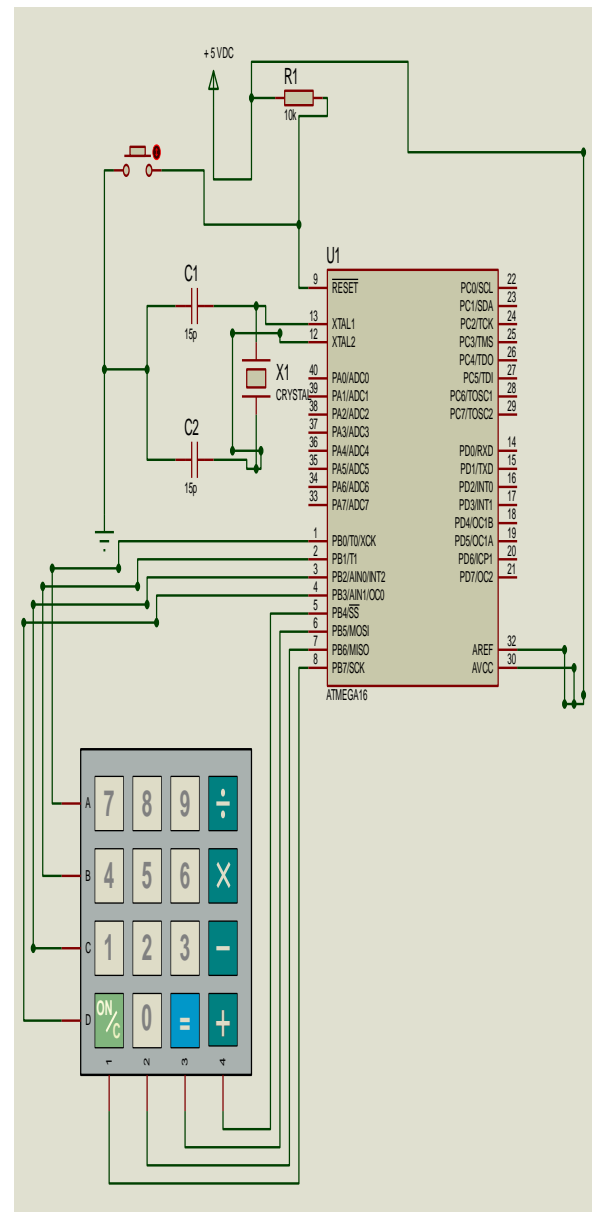 + 5 VDC
R1
10k
U1
C1
15p
X1
CRYSTAL
C2
15p
9 RESET
13 XTAL1
12 XTAL2
40 PA0/ADC0
39 PA1/ADC1
38 PA2/ADC2
37 PA3/ADC3
36 PA4/ADC4
35 PA5/ADC5
34 PA6/ADC6
33 PA7/ADC7
1 PB0/T0/XCK
2 PB1/T1
3 PB2/AIN0/INT2
4 PB3/AIN1/OC0
5 PB4/SS
6 PB5/MOSI
7 PB6/MISO
8 PB7/SCK
PC0/SCL 22
PC1/SDA 23
PC2/TCK 24
PC3/TMS 25
PC4/TDO 26
PC5/TDI 27
PC6/TOSC1 28
PC7/TOSC2 29
PD0/RXD 14
PD1/TXD 15
PD2/INT0 16
PD3/INT1 17
PD4/OC1B 18
PD5/OC1A 19
PD6/ICP1 20
PD7/OC2 21
AREF 32
AVCC 30
ATMEGA16
A 7 8 9 ÷
B 4 5 6 ×
C 1 2 3 −
D ON/C 0 = +
1 2 3 4